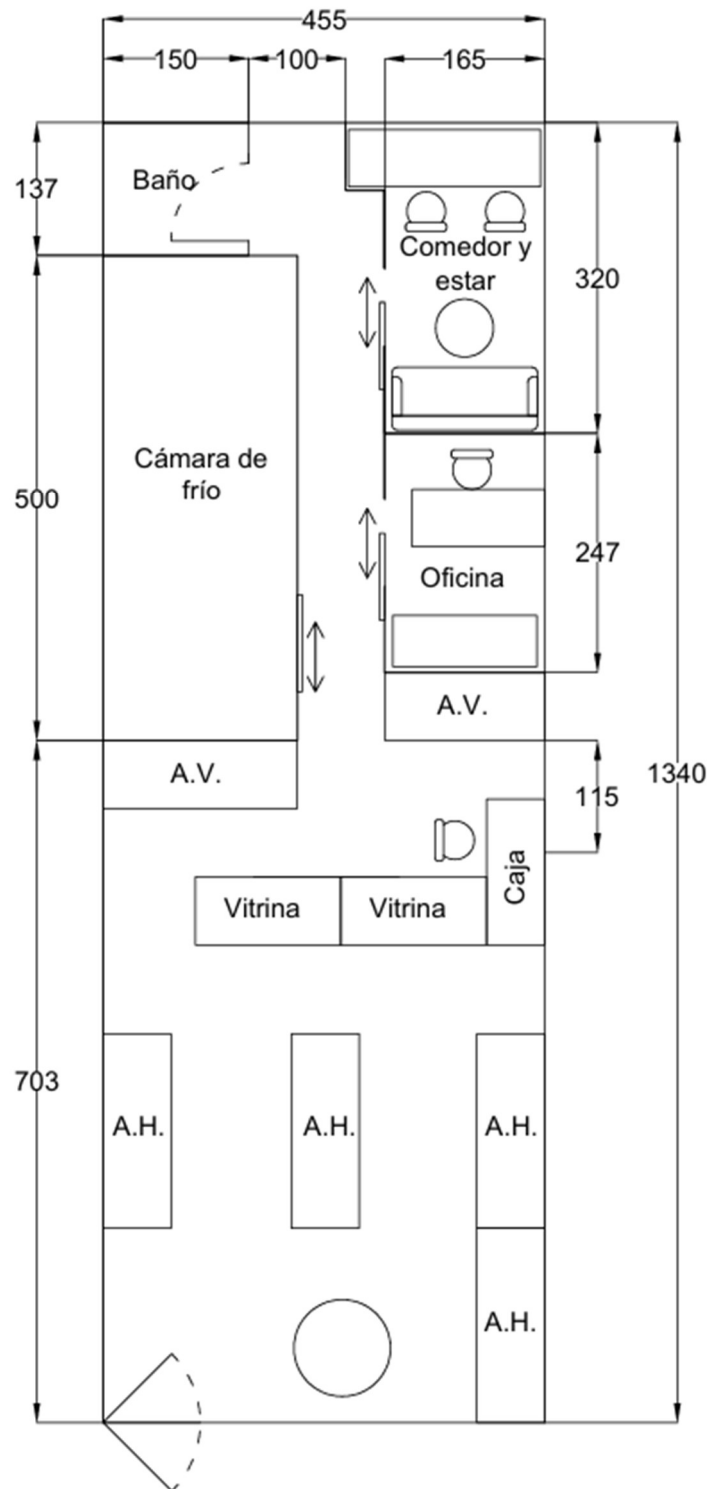 455
150
100
165
137
Baño
Comedor y
estar
320
Cámara de
frío
500
247
Oficina
A.V.
A.V.
1340
115
Caja
Vitrina
Vitrina
703
A.H.
A.H.
A.H.
A.H.